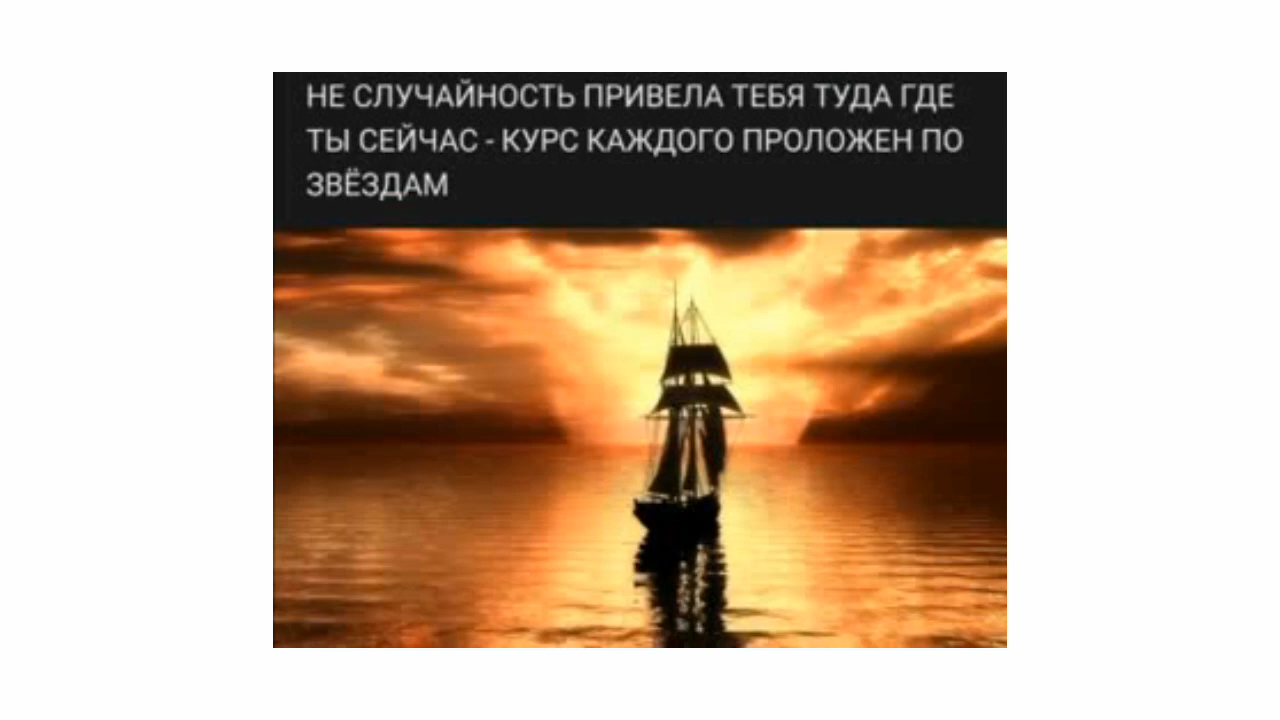 НЕ СЛУЧАЙНОСТЬ ПРИВЕЛА ТЕБЯ ТУДА ГДЕ
ТЫ СЕЙЧАС - КУРС КАЖДОГО ПРОЛОЖЕН ПО
ЗВЁЗДАМ